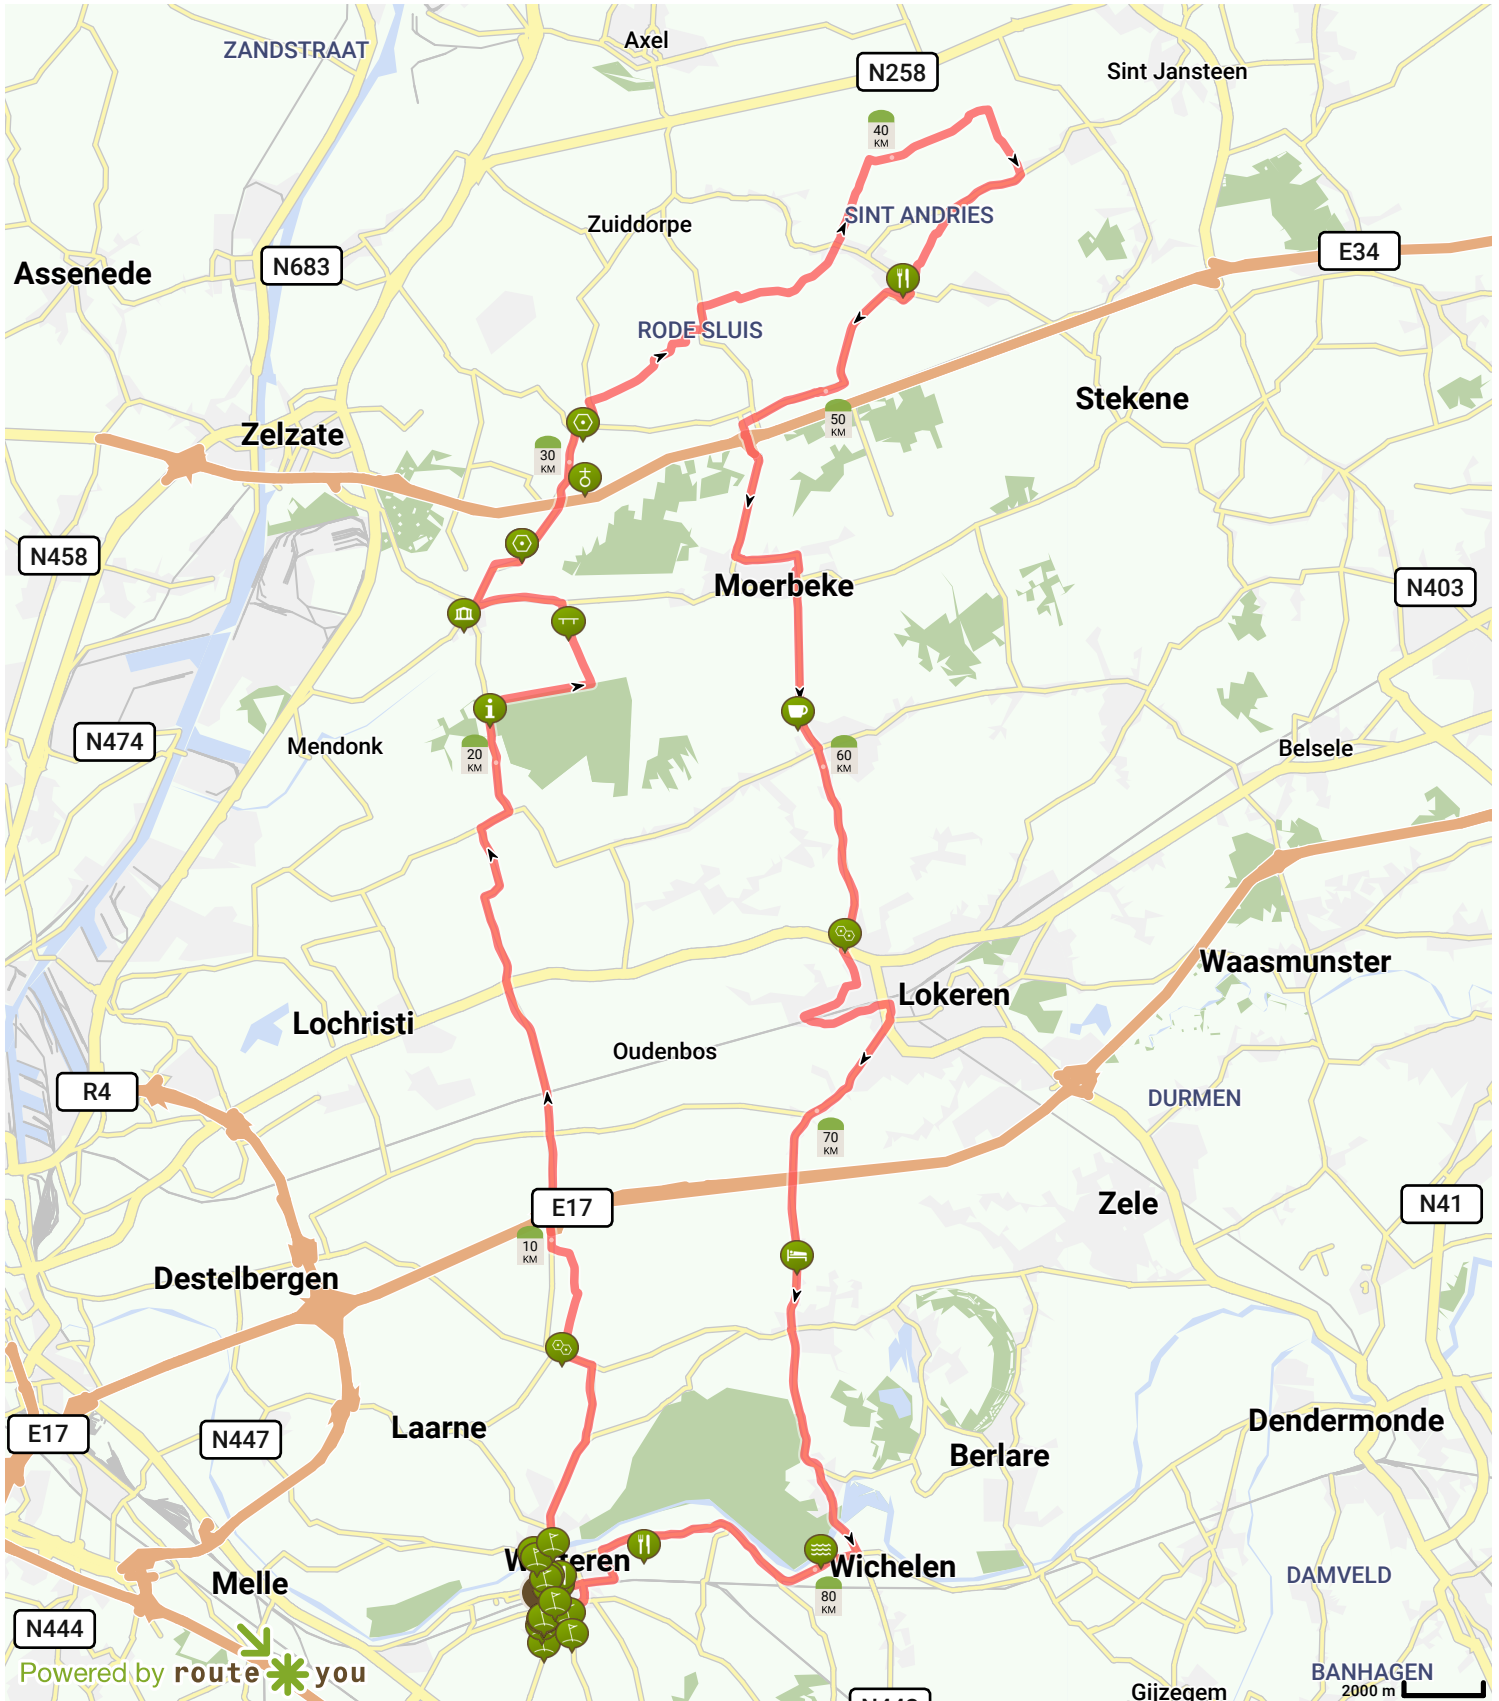 Axel
ZANDSTRAAT
N258
Sint Jansteen
40
KM
SINT ANDRIES
Zuiddorpe
E34
N683
Assenede
RODE SLUIS
Stekene
50
KM
Zelzate
30
KM
N458
Moerbeke
N403
N474
Mendonk
20
KM
60
KM
Belsele
Waasmunster
Lokeren
Lochristi
Oudenbos
R4
DURMEN
70
KM
Zele
N41
E17
10
KM
Destelbergen
Laarne
Dendermonde
E17
N447
Berlare
Wichelen
Melle
DAMVELD
80
KM
N444
Powered by routeyou
BANHAGEN
2000 m
Gijzegem